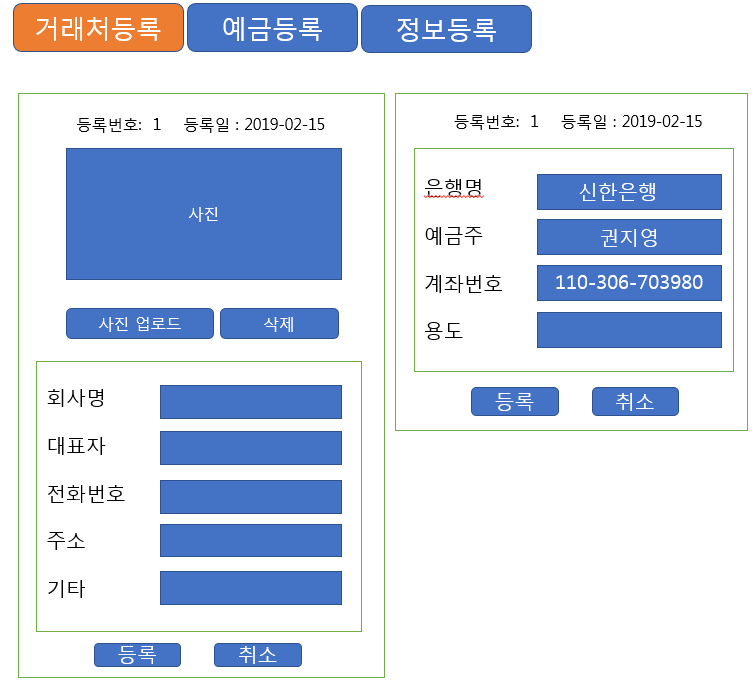 거래처등록 예금등록 정보등록
등록번호: 1 등록일 : 2019-02-15
사진
사진 업로드 삭제
회사명
대표자
전화번호
주소
기타
등록 취소
등록번호: 1 등록일 : 2019-02-15
은행명 신한은행
예금주 권지영
계좌번호 110-306-703980
용도
등록 취소